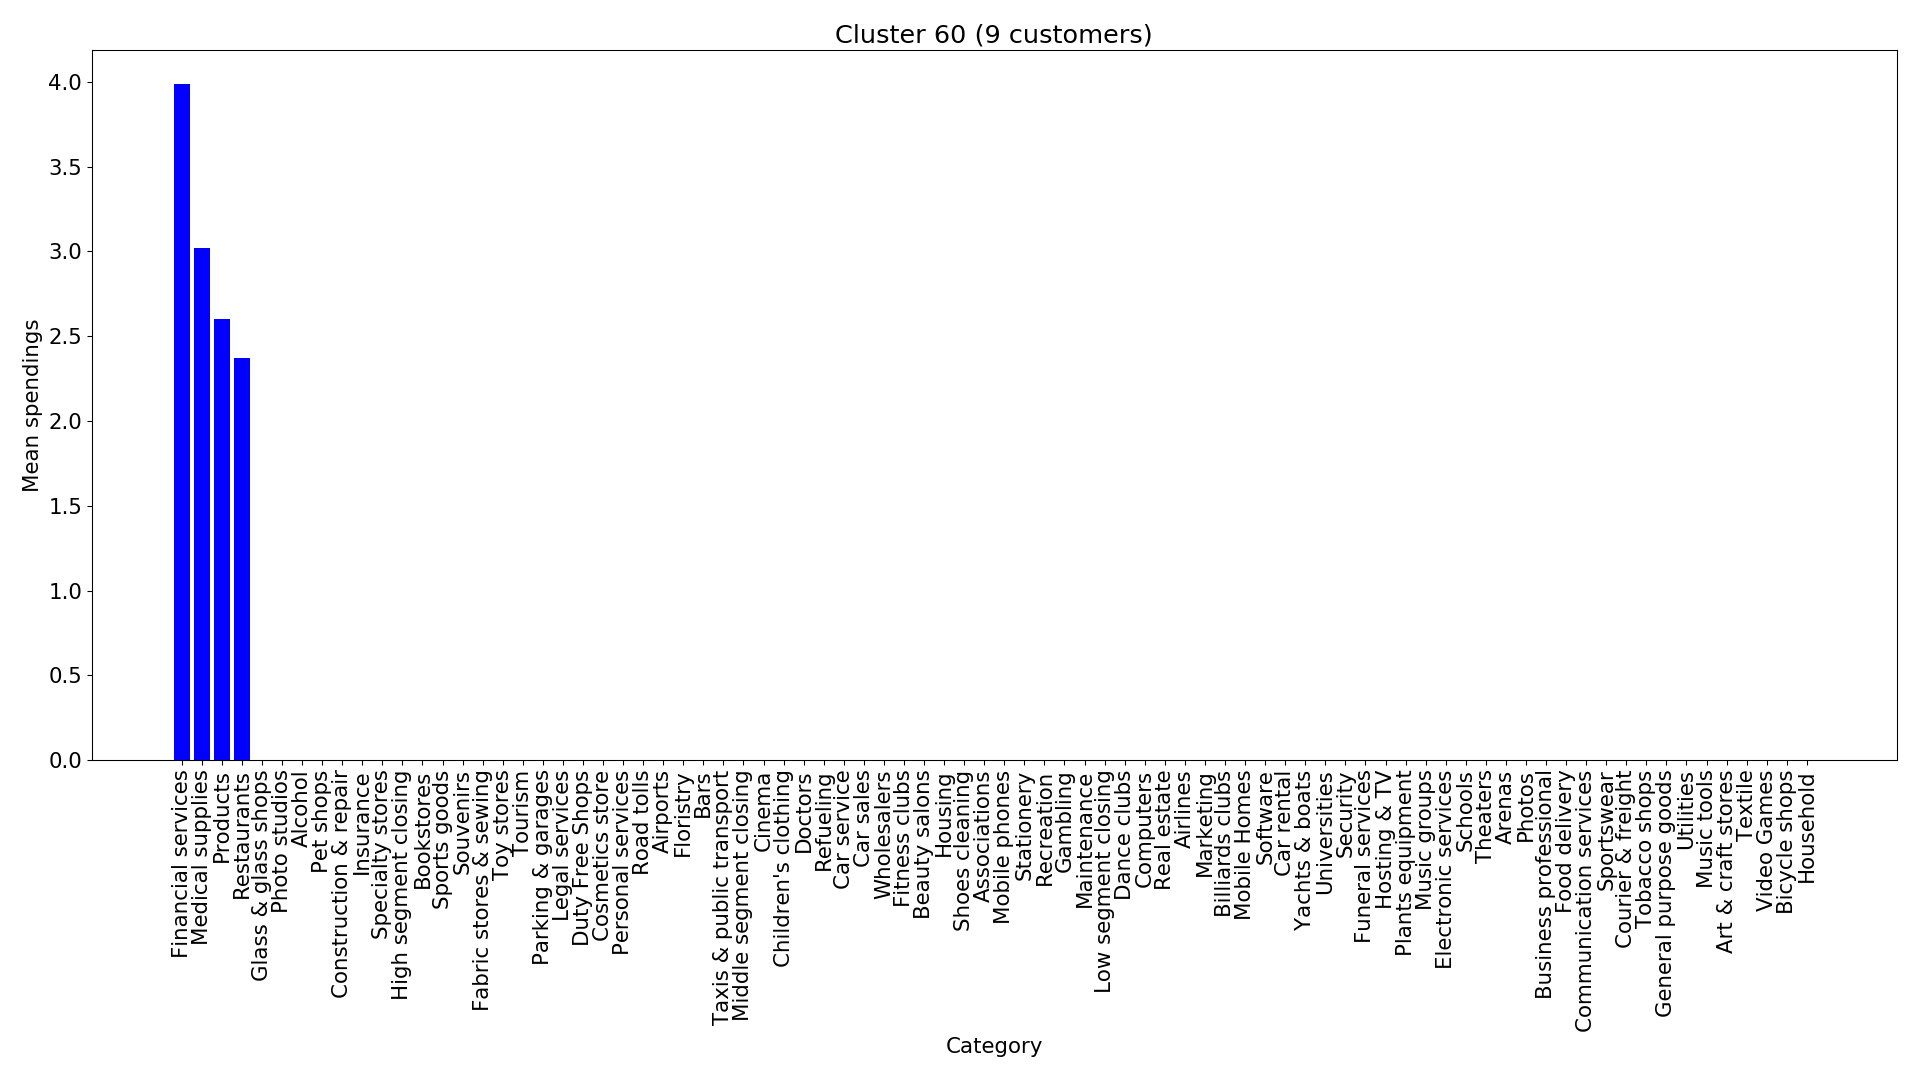 Cluster 60 (9 customers)
Mean spendings
4.0
3.5
3.0
2.5
2.0
1.5
1.0
0.5
0.0
Financial services
Medical supplies
Products
Restaurants
Glass & glass shops
Photo studios
Alcohol
Pet shops
Construction & repair
Insurance
Specialty stores
High segment closing
Bookstores
Sports goods
Souvenirs
Fabric stores & sewing
Toy stores
Tourism
Parking & garages
Legal services
Duty Free Shops
Cosmetics store
Personal services
Road tolls
Airports
Floristry
Bars
Taxis & public transport
Middle segment closing
Cinema
Children's clothing
Doctors
Refueling
Car service
Car sales
Wholesalers
Fitness clubs
Beauty salons
Housing
Shoes cleaning
Associations
Mobile phones
Stationery
Recreation
Gambling
Maintenance
Low segment closing
Dance clubs
Computers
Real estate
Airlines
Marketing
Billiards clubs
Mobile Homes
Software
Car rental
Yachts & boats
Universities
Security
Funeral services
Hosting & TV
Plants equipment
Music groups
Electronic services
Schools
Theaters
Arenas
Photos
Business professional
Food delivery
Communication services
Sportswear
Courier & freight
Tobacco shops
General purpose goods
Utilities
Music tools
Art & craft stores
Textile
Video Games
Bicycle shops
Household
Category